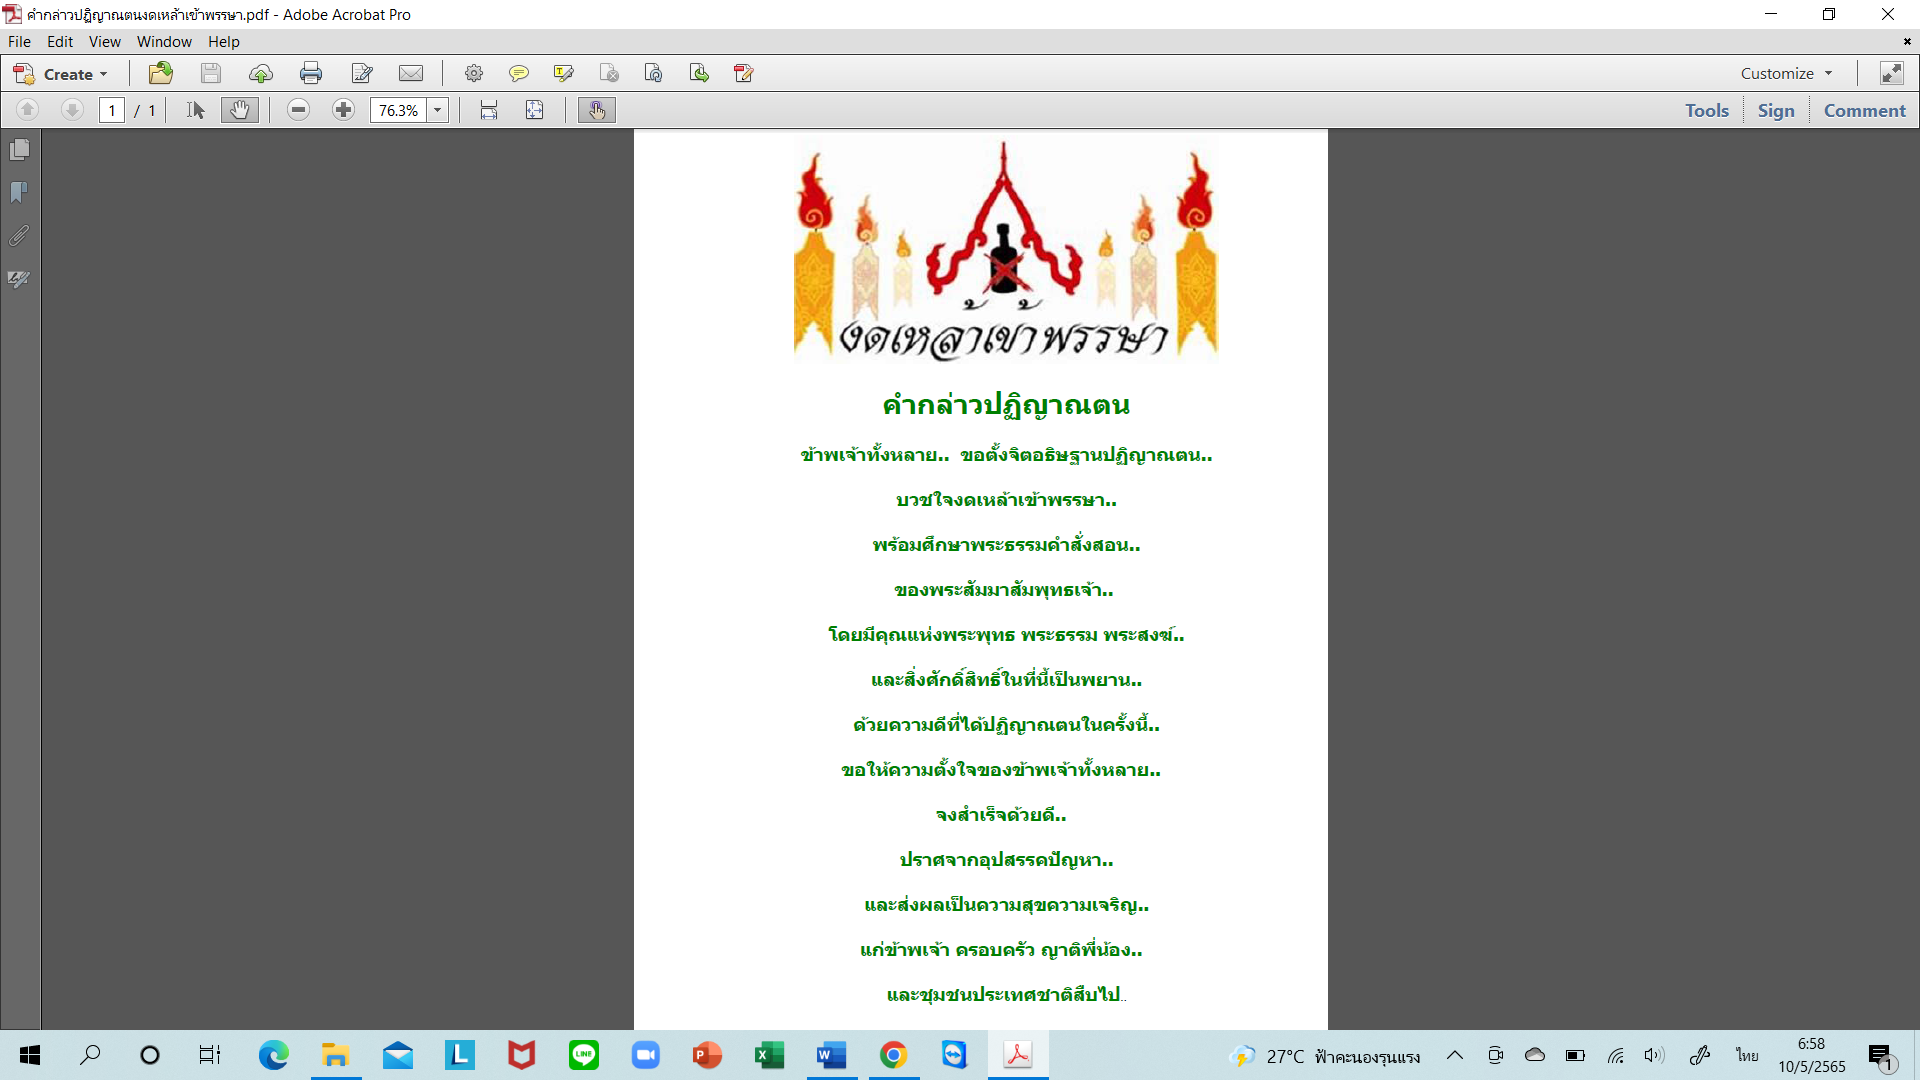 คำกล่าวปฏิญาณตนงดเหล้าเข้าพรรษา.pdf - Adobe Acrobat Pro
File Edit View Window Help
Create Customize
1 / 1 76.3% Tools Sign Comment
งดเหล้าเข้าพรรษา
คำกล่าวปฏิญาณตน
ข้าพเจ้าทั้งหลาย.. ขอตั้งจิตอธิษฐานปฏิญาณตน..
บวชใจงดเหล้าเข้าพรรษา..
พร้อมศึกษาพระธรรมคำสั่งสอน..
ของพระสัมมาสัมพุทธเจ้า..
โดยมีคุณแห่งพระพุทธ พระธรรม พระสงฆ์..
และสิ่งศักดิ์สิทธิ์ในที่นี้เป็นพยาน..
ด้วยความดีที่ได้ปฏิญาณตนในครั้งนี้..
ขอให้ความตั้งใจของข้าพเจ้าทั้งหลาย..
จงสำเร็จด้วยดี..
ปราศจากอุปสรรคปัญหา..
และส่งผลเป็นความสุขความเจริญ..
แก่ข้าพเจ้า ครอบครัว ญาติพี่น้อง..
และชุมชนประเทศชาติสืบไป..
27°C ฟ้าคะนองรุนแรง ไทย 6:58
10/5/2565 1